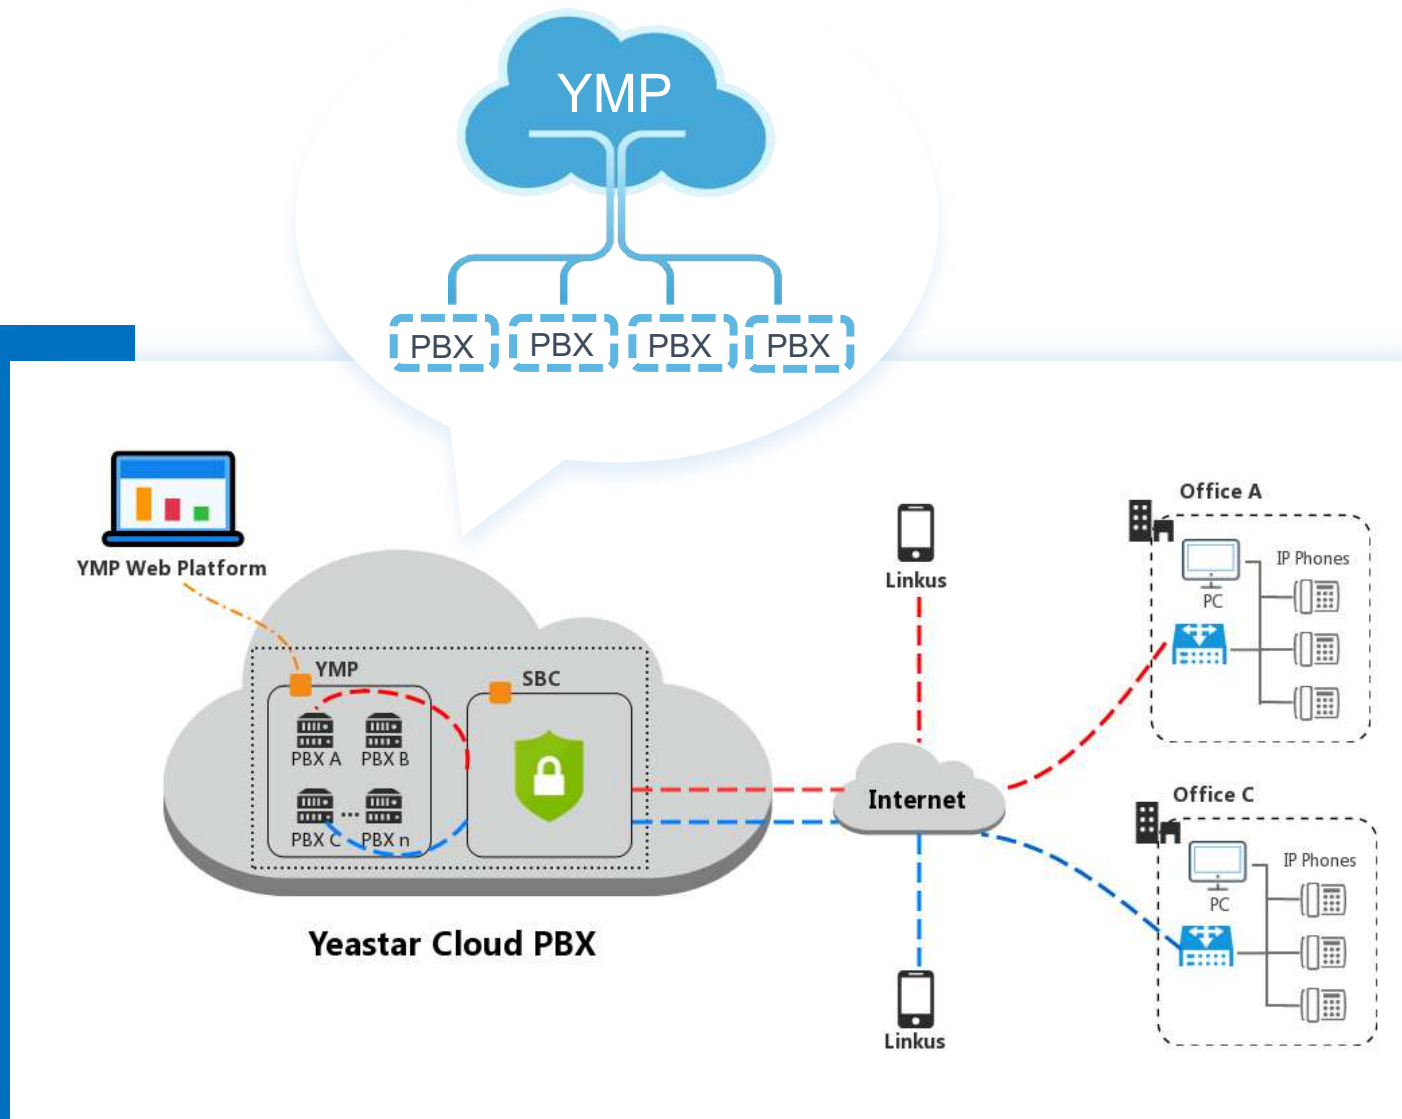 YMP
PBX PBX PBX PBX
YMP Web Platform
YMP
SBC
PBX A PBX B
PBX C ... PBX n
Yeastar Cloud PBX
Linkus
Internet
Linkus
Office A
IP Phones
PC
Office C
IP Phones
PC